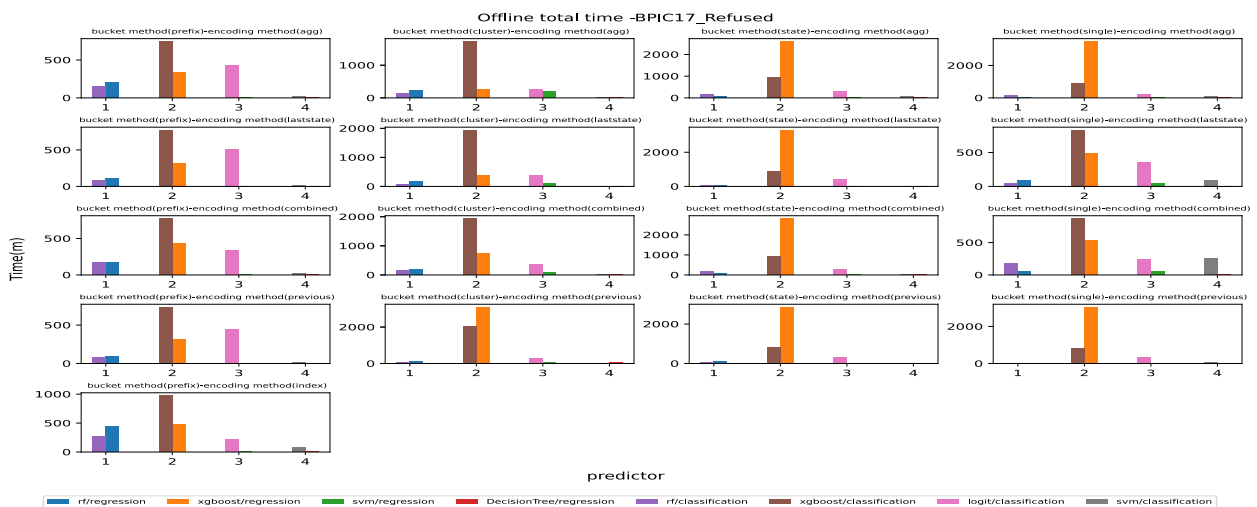 Offline total time -BPIC17_Refused
bucket method(prefix)-encoding method(agg) bucket method(cluster)-encoding method(agg) bucket method(state)-encoding method(agg) bucket method(single)-encoding method(agg)
500 0 1 2 3 4
1000 0 1 2 3 4
2000 1000 0 1 2 3 4
2000 0 1 2 3 4
bucket method(prefix)-encoding method(laststate) bucket method(cluster)-encoding method(laststate) bucket method(state)-encoding method(laststate) bucket method(single)-encoding method(laststate)
500 0 1 2 3 4
2000 1000 0 1 2 3 4
2000 0 1 2 3 4
500 0 1 2 3 4
bucket method(prefix)-encoding method(combined) bucket method(cluster)-encoding method(combined) bucket method(state)-encoding method(combined) bucket method(single)-encoding method(combined)
500 0 1 2 3 4
2000 1000 0 1 2 3 4
2000 1000 0 1 2 3 4
500 0 1 2 3 4
Time(m)
bucket method(prefix)-encoding method(previous) bucket method(cluster)-encoding method(previous) bucket method(state)-encoding method(previous) bucket method(single)-encoding method(previous)
500 0 1 2 3 4
2000 0 1 2 3 4
2000 0 1 2 3 4
2000 0 1 2 3 4
bucket method(prefix)-encoding method(index)
1000 500 0 1 2 3 4
predictor
rf/regression xgboost/regression svm/regression DecisionTree/regression rf/classification xgboost/classification logit/classification svm/classification